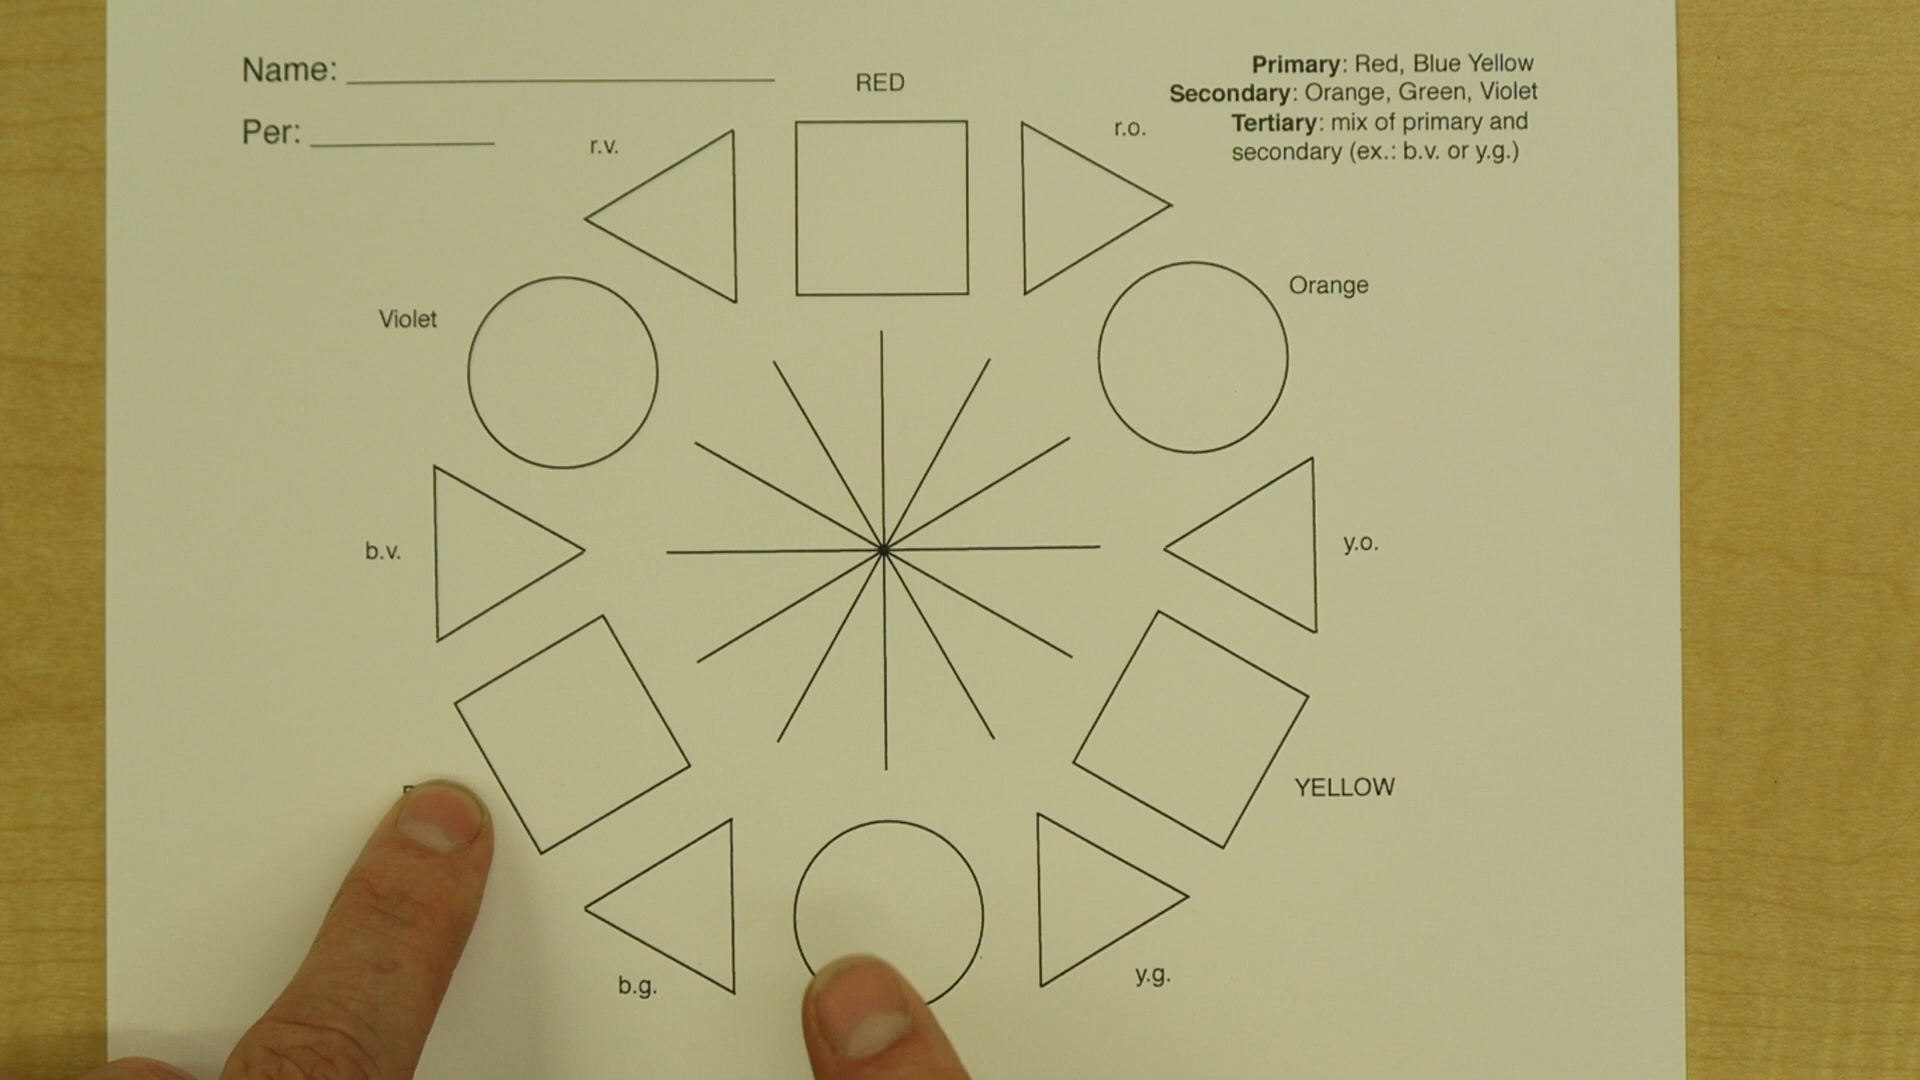 Name:
Per:
RED
Primary: Red, Blue Yellow
Secondary: Orange, Green, Violet
Tertiary: mix of primary and
secondary (ex.: b.v. or y.g.)
r.v.
r.o.
Violet
Orange
b.v.
y.o.
YELLOW
b.g.
y.g.